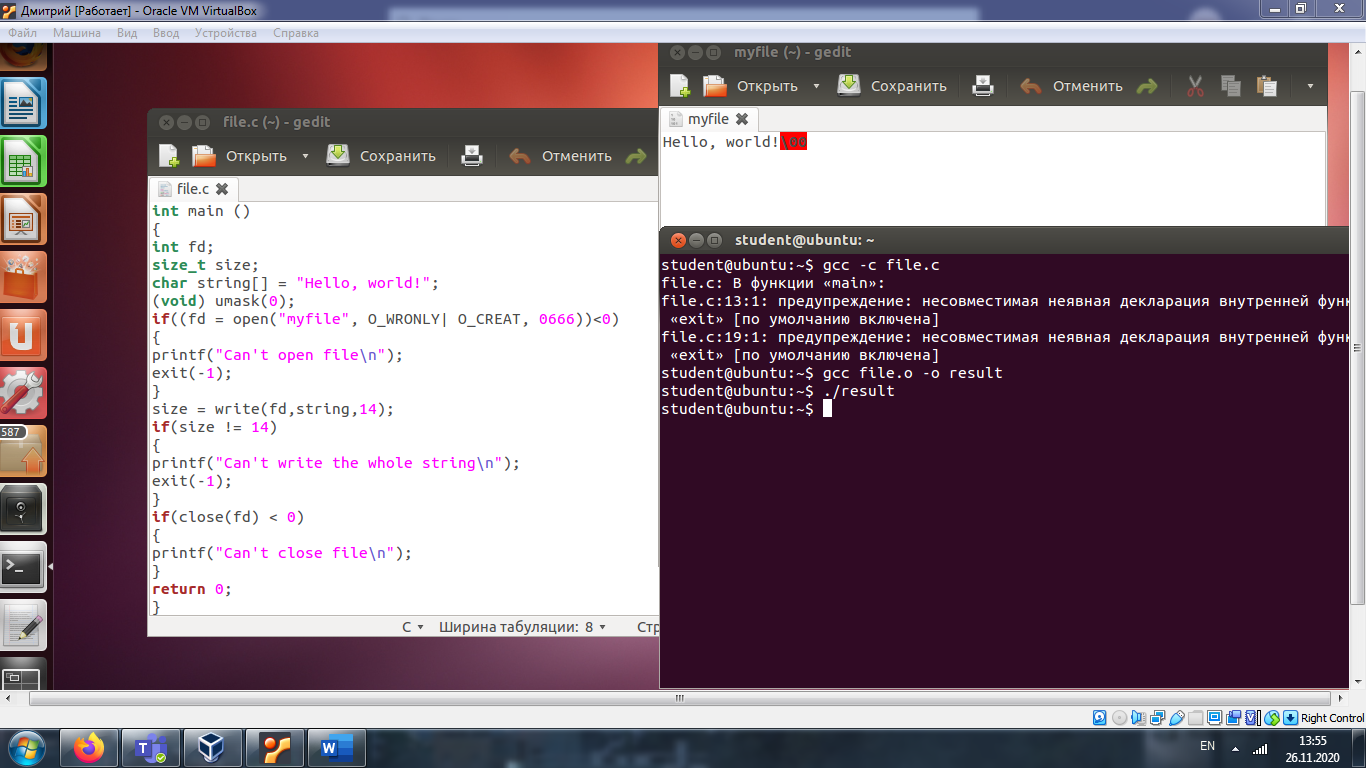 Дмитрий [Работает] - Oracle VM VirtualBox
Файл Машина Вид Ввод Устройства Справка
myfile (~) - gedit
Открыть Сохранить Отменить
myfile
Hello, world!\00
file.c (~) - gedit
Открыть Сохранить Отменить
file.c
int main ()
{
int fd;
size_t size;
char string[] = "Hello, world!";
(void) umask(0);
if((fd = open("myfile", O_WRONLY| O_CREAT, 0666))<0)
{
printf("Can't open file\n");
exit(-1);
}
size = write(fd,string,14);
if(size != 14)
{
printf("Can't write the whole string\n");
exit(-1);
}
if(close(fd) < 0)
{
printf("Can't close file\n");
}
return 0;
}
C Ширина табуляции: 8 Стр
student@ubuntu: ~
student@ubuntu:~$ gcc -c file.c
file.c: В функции «main»:
file.c:13:1: предупреждение: несовместимая неявная декларация внутренней функ
«exit» [по умолчанию включена]
file.c:19:1: предупреждение: несовместимая неявная декларация внутренней функ
«exit» [по умолчанию включена]
student@ubuntu:~$ gcc file.o -o result
student@ubuntu:~$ ./result
student@ubuntu:~$
587
Right Control
EN
13:55
26.11.2020